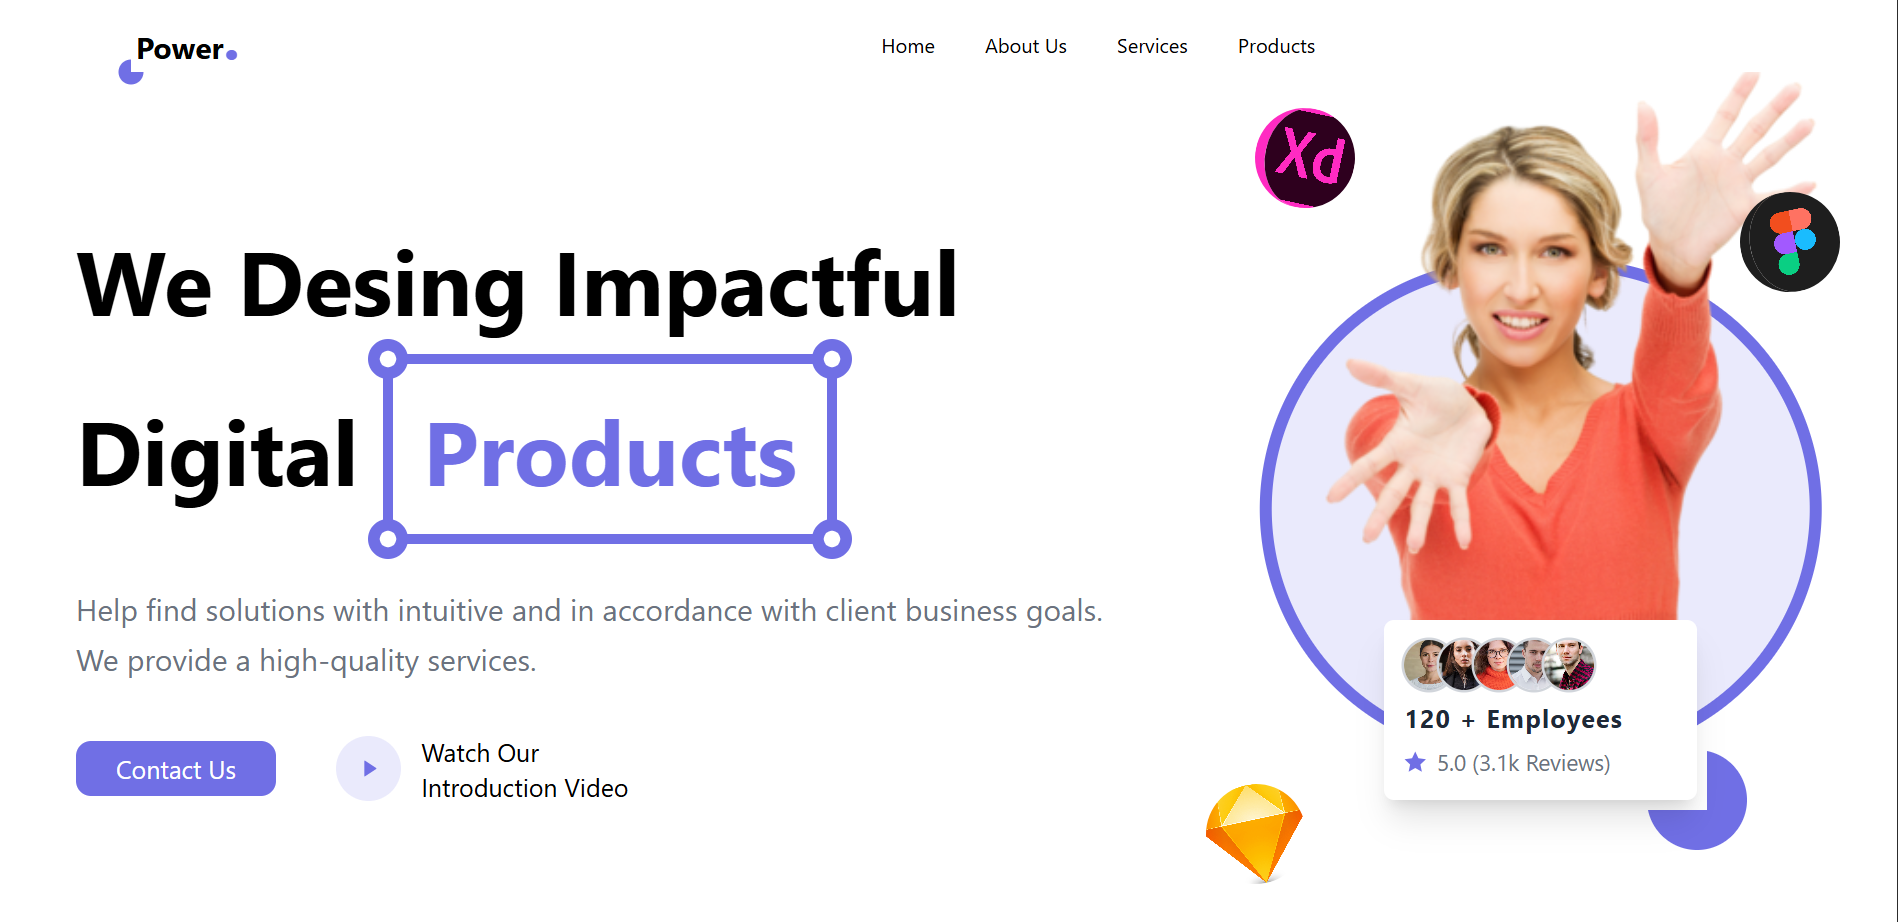 Power.
Home About Us Services Products
Xd
We Desing Impactful
Digital Products
Help find solutions with intuitive and in accordance with client business goals.
We provide a high-quality services.
Contact Us
Watch Our
Introduction Video
120 + Employees
5.0 (3.1k Reviews)